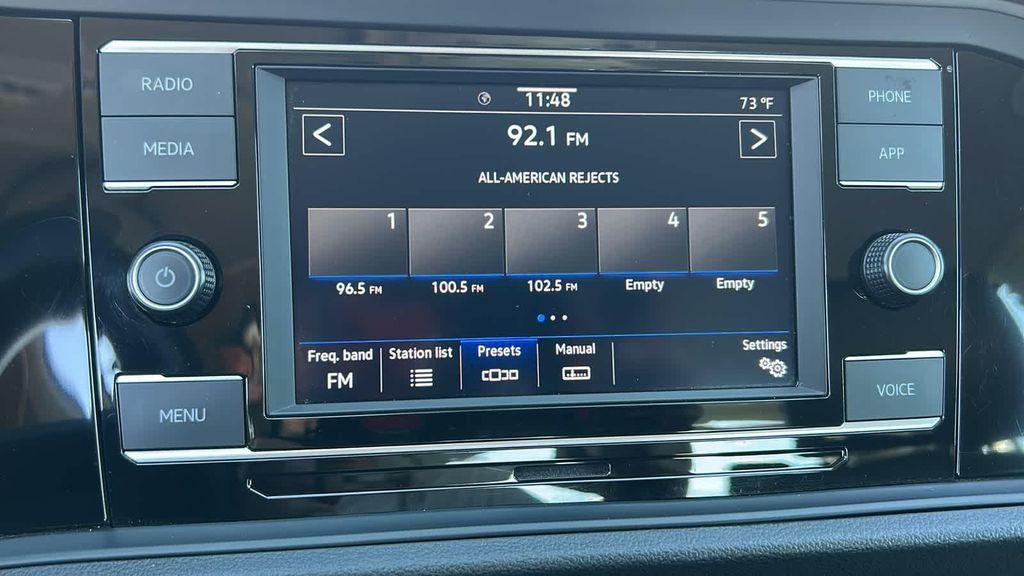 RADIO
MEDIA
MENU
11:48
73 °F
<
92.1 FM
>
ALL-AMERICAN REJECTS
1 2 3 4 5
96.5 FM 100.5 FM 102.5 FM Empty Empty
Freq. band Station list Presets Manual Settings
FM
PHONE
APP
VOICE